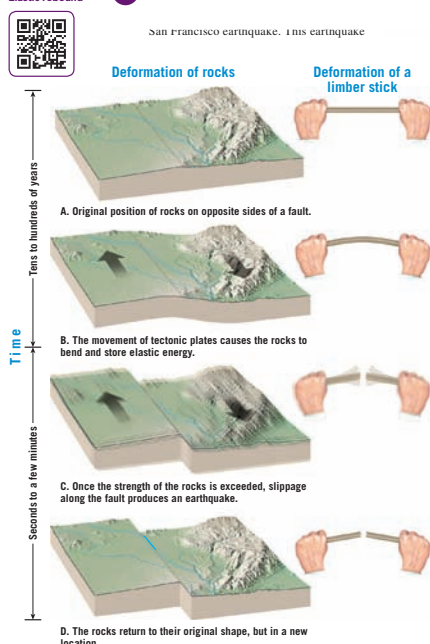 San Francisco earthquake. This earthquake
Deformation of rocks
Deformation of a
limber stick
Time
Tens to hundreds of years
A. Original position of rocks on opposite sides of a fault.
B. The movement of tectonic plates causes the rocks to
bend and store elastic energy.
Seconds to a few minutes
C. Once the strength of the rocks is exceeded, slippage
along the fault produces an earthquake.
D. The rocks return to their original shape, but in a new
location.